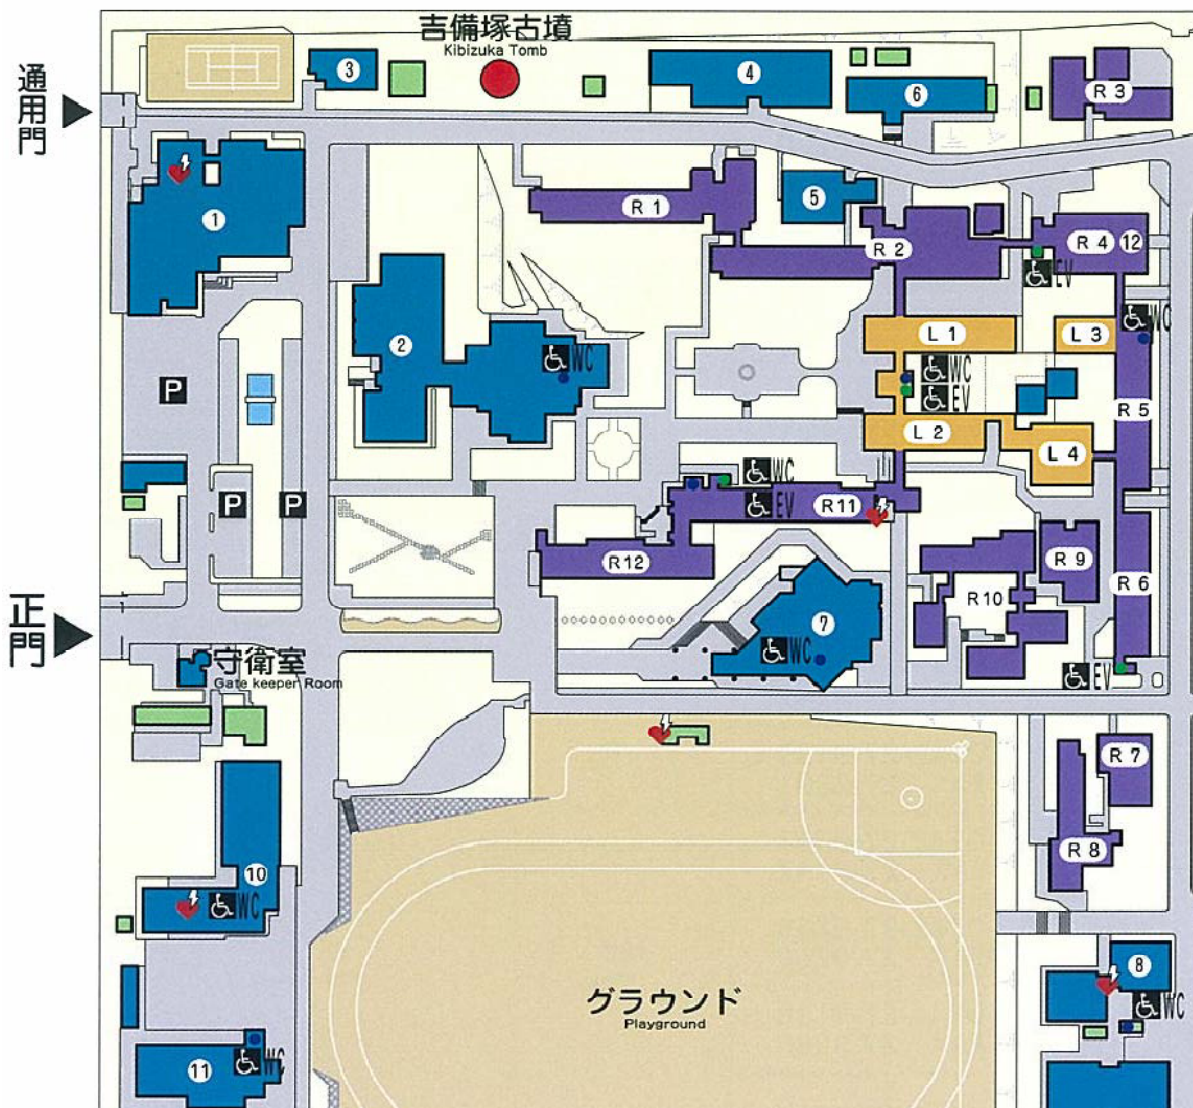 吉備塚古墳
Kibizuka Tomb
通用門
3
4
6
R 3
1
R 1
5
R 2
R 4
12
EV
2
WC
L 1
L 3
WC
P
WC
EV
R 5
L 2
L 4
P
P
WC
EV
R11
R12
R 9
R 6
R 10
正門
7
WC
守衛室
Gate keeper Room
EV
R 7
R 8
10
WC
グラウンド
Playground
8
WC
11
WC